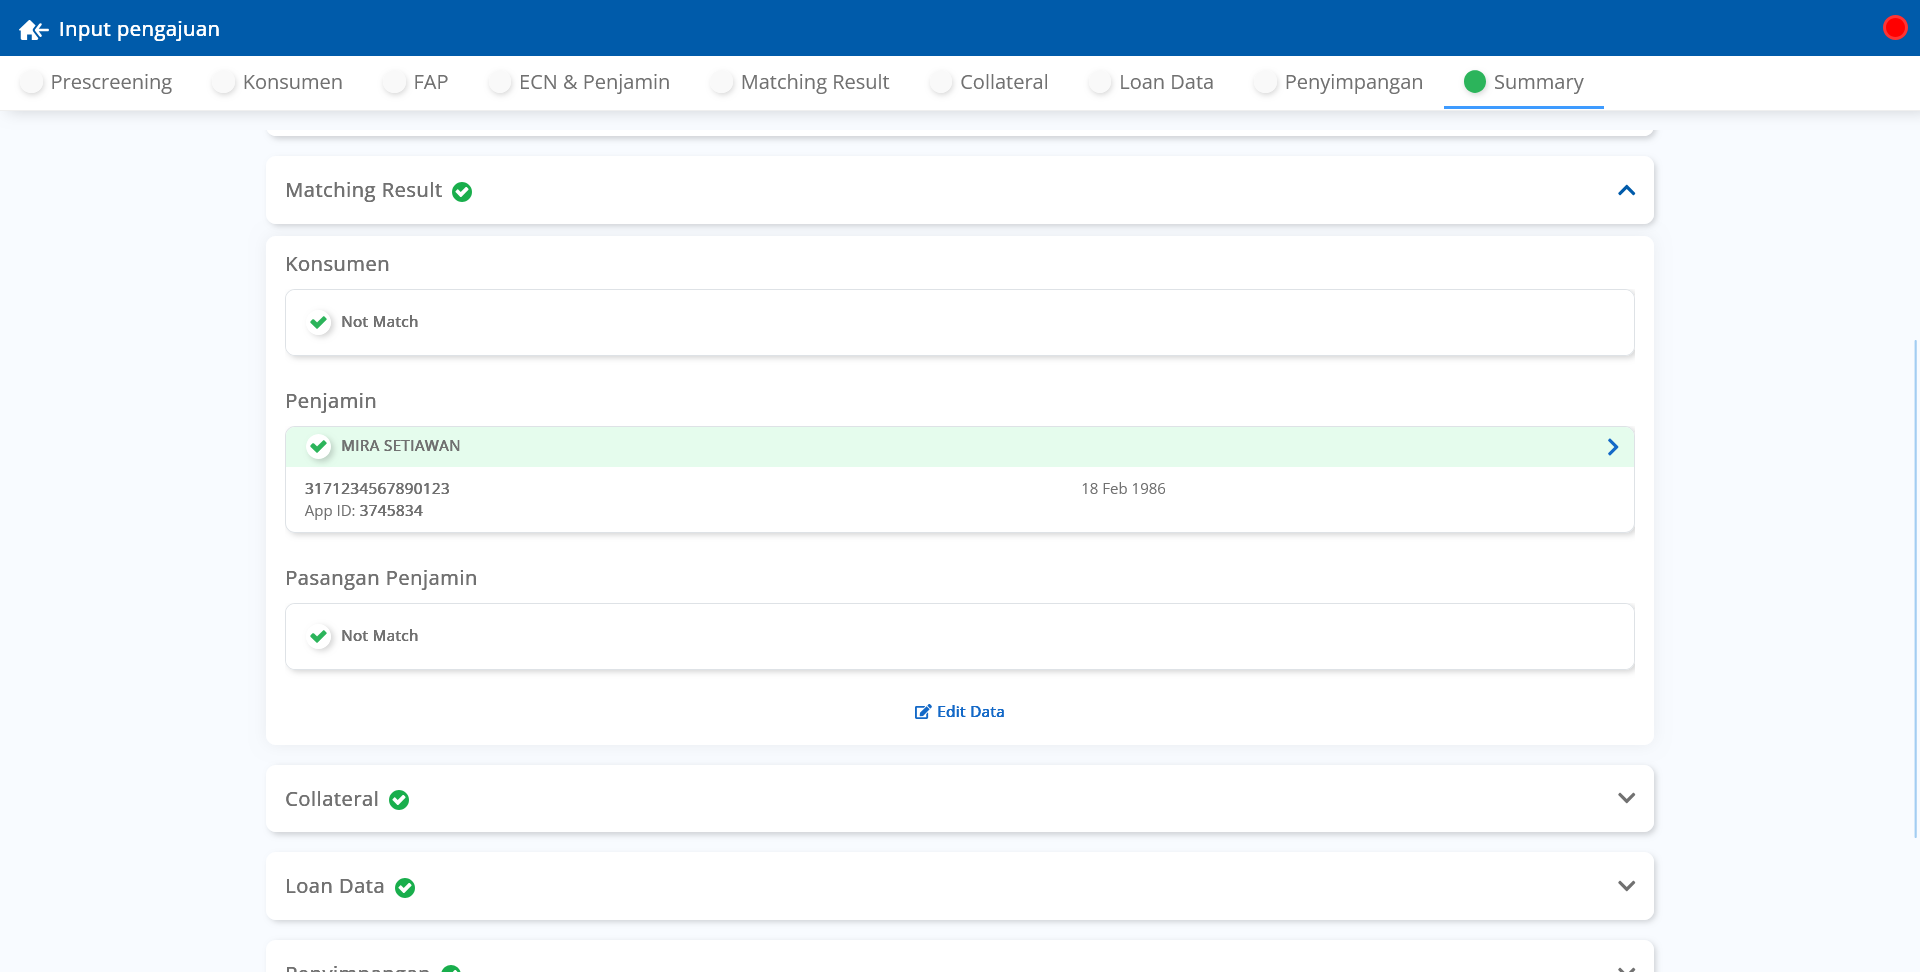 Input pengajuan
Prescreening Konsumen FAP ECN & Penjamin Matching Result Collateral Loan Data Penyimpangan Summary
Matching Result
Konsumen
Not Match
Penjamin
MIRA SETIAWAN
3171234567890123 18 Feb 1986
App ID: 3745834
Pasangan Penjamin
Not Match
Edit Data
Collateral
Loan Data
Penyimpangan